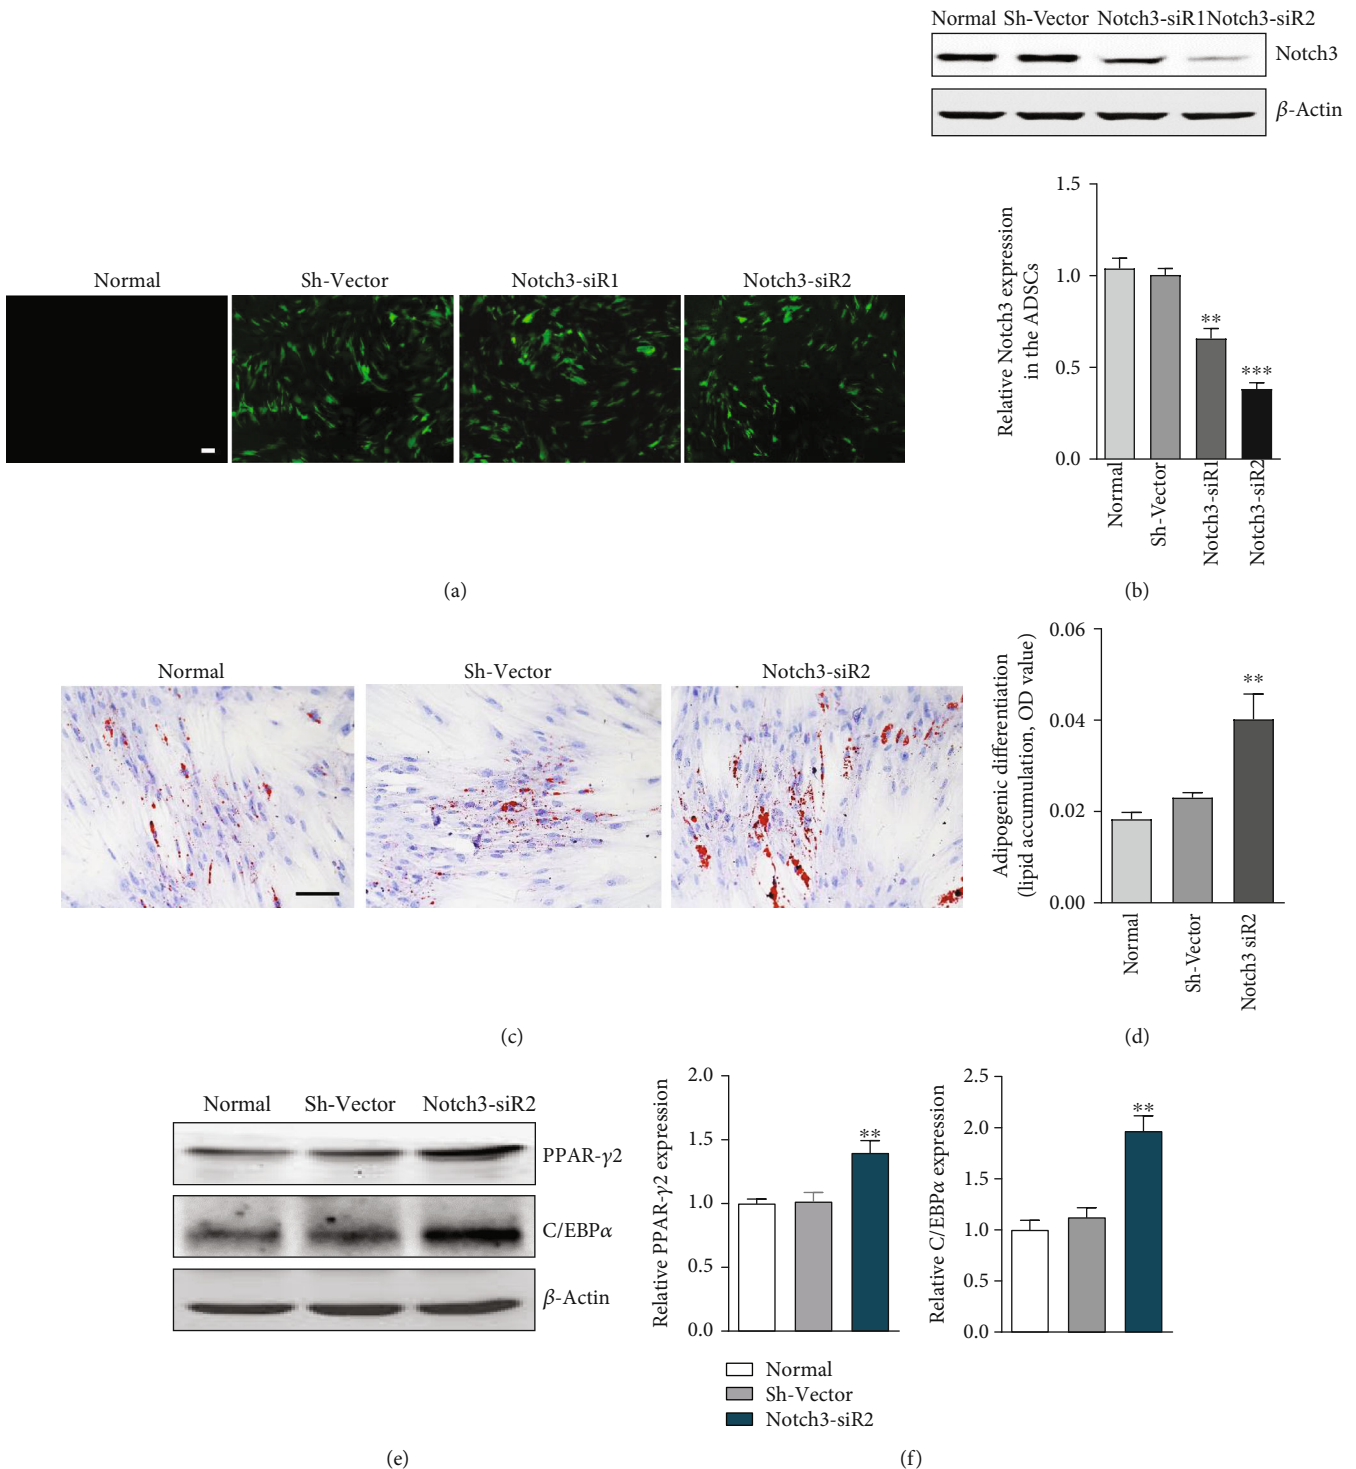 Normal Sh-Vector Notch3-siR1Notch3-siR2
Notch3
β-Actin
Normal
Sh-Vector
Notch3-siR1
Notch3-siR2
(a)
Relative Notch3 expression
in the ADSCs
1.5
1.0
0.5
0.0
**
***
Normal
Sh-Vector
Notch3-siR1
Notch3-siR2
(b)
Normal
Sh-Vector
Notch3-siR2
(c)
Adipogenic differentiation
(lipid accumulation, OD value)
0.06
0.04
0.02
0.00
**
Normal
Sh-Vector
Notch3 siR2
(d)
Normal
Sh-Vector
Notch3-siR2
PPAR-γ2
C/EBPα
β-Actin
(e)
Relative PPAR-γ2 expression
2.0
1.5
1.0
0.5
0.0
**
Relative C/EBPα expression
2.5
2.0
1.5
1.0
0.5
0.0
**
Normal
Sh-Vector
Notch3-siR2
(f)